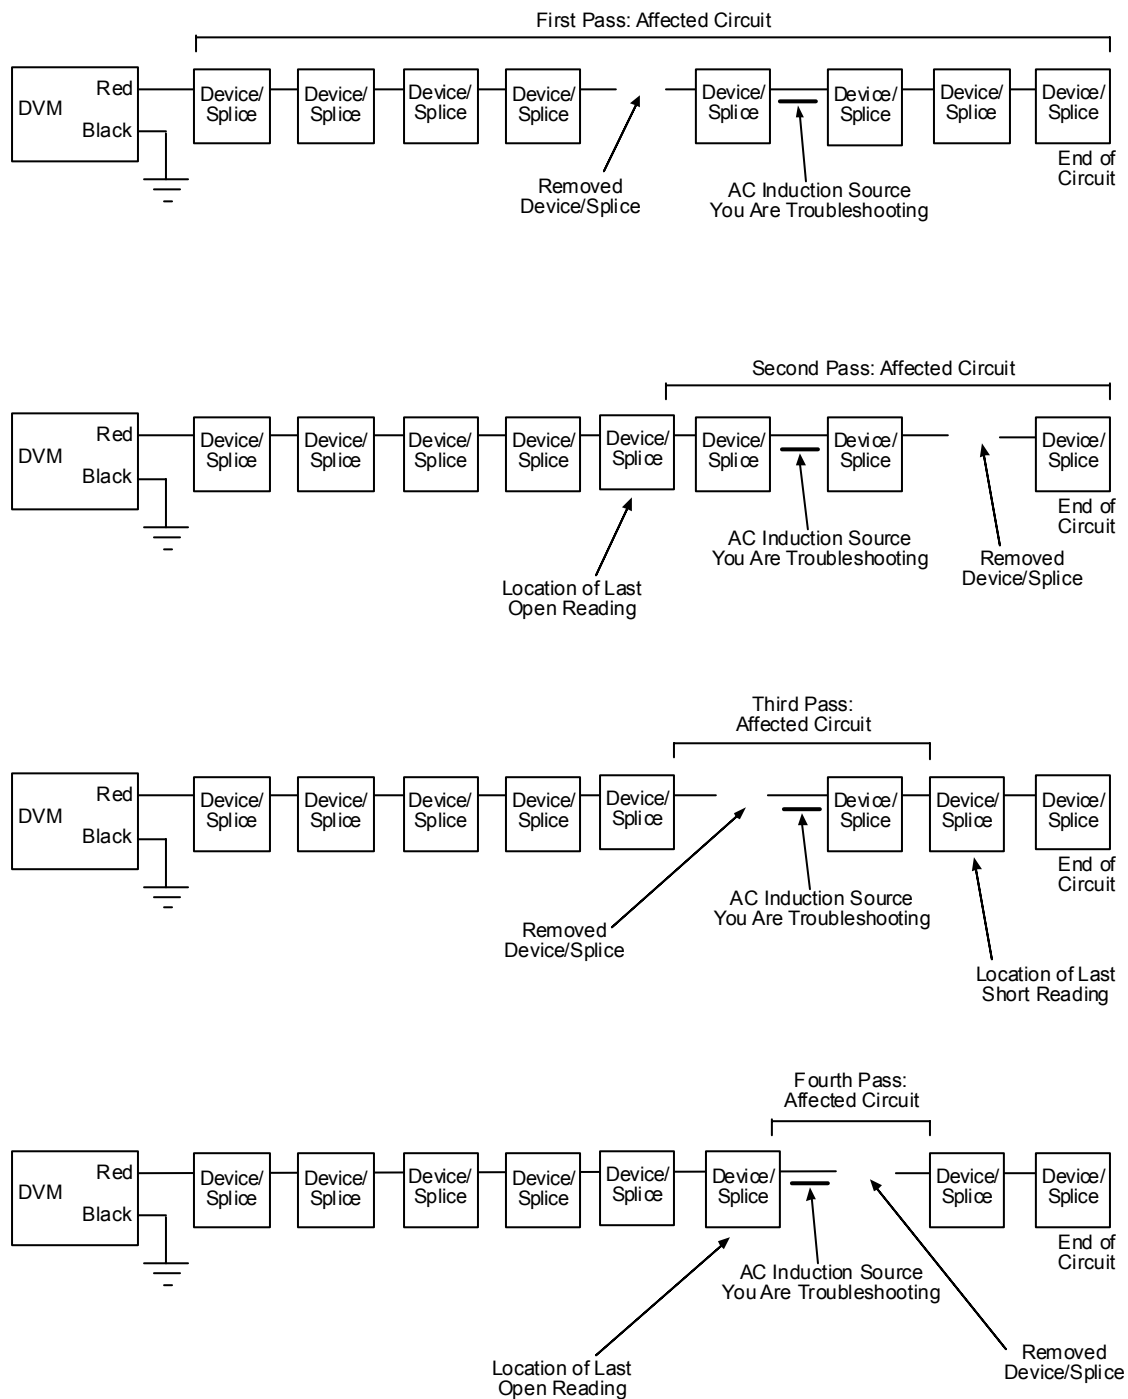 First Pass: Affected Circuit
DVM
Red
Black
Device/
Splice
Device/
Splice
Device/
Splice
Device/
Splice
Device/
Splice
Device/
Splice
Device/
Splice
Device/
Splice
End of
Circuit
Removed
Device/Splice
AC Induction Source
You Are Troubleshooting
Second Pass: Affected Circuit
DVM
Red
Black
Device/
Splice
Device/
Splice
Device/
Splice
Device/
Splice
Device/
Splice
Device/
Splice
Device/
Splice
Device/
Splice
End of
Circuit
AC Induction Source
You Are Troubleshooting
Removed
Device/Splice
Location of Last
Open Reading
Third Pass:
Affected Circuit
DVM
Red
Black
Device/
Splice
Device/
Splice
Device/
Splice
Device/
Splice
Device/
Splice
Device/
Splice
Device/
Splice
Device/
Splice
End of
Circuit
AC Induction Source
You Are Troubleshooting
Removed
Device/Splice
Location of Last
Short Reading
Fourth Pass:
Affected Circuit
DVM
Red
Black
Device/
Splice
Device/
Splice
Device/
Splice
Device/
Splice
Device/
Splice
Device/
Splice
Device/
Splice
Device/
Splice
End of
Circuit
AC Induction Source
You Are Troubleshooting
Location of Last
Open Reading
Removed
Device/Splice